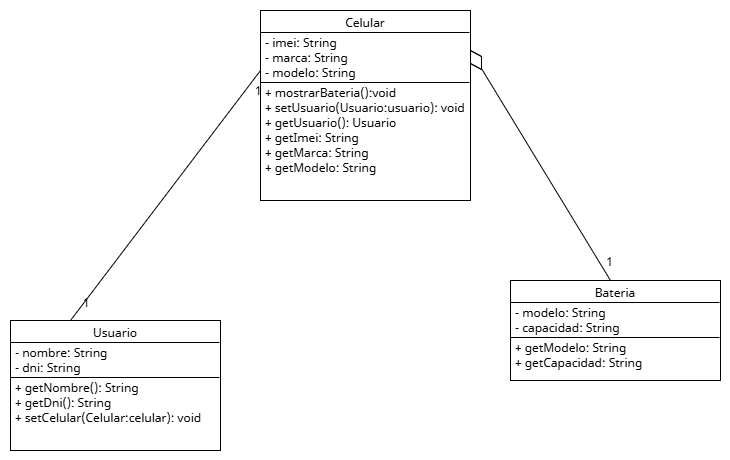 Celular
- imei: String
- marca: String
- modelo: String
+ mostrarBateria():void
+ setUsuario(Usuario:usuario): void
+ getUsuario(): Usuario
+ getImei: String
+ getMarca: String
+ getModelo: String
1
1
1
Usuario
- nombre: String
- dni: String
+ getNombre(): String
+ getDni(): String
+ setCelular(Celular:celular): void
Bateria
- modelo: String
- capacidad: String
+ getModelo: String
+ getCapacidad: String